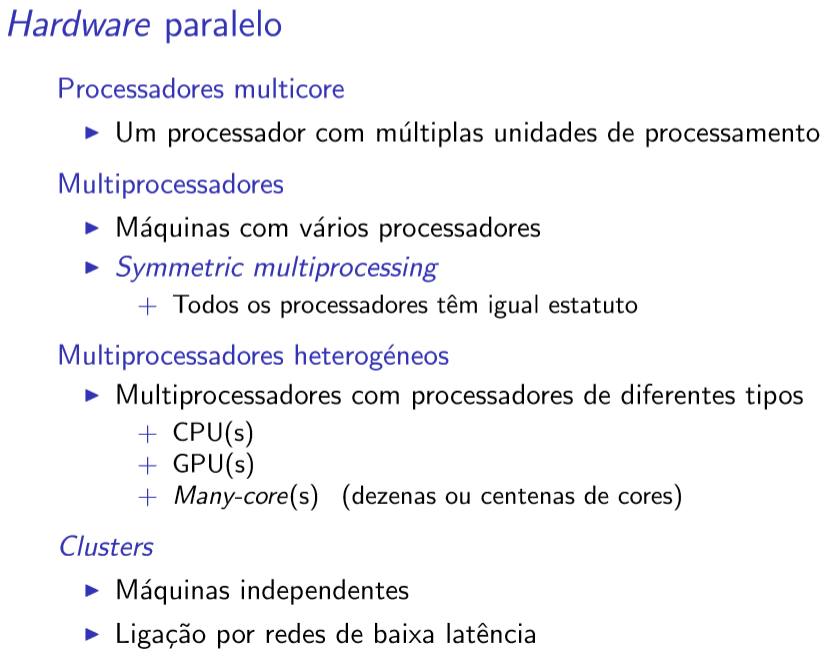 Hardware paralelo
Processadores multicore
▶ Um processador com múltiplas unidades de processamento
Multiprocessadores
▶ Máquinas com vários processadores
▶ Symmetric multiprocessing
+ Todos os processadores têm igual estatuto
Multiprocessadores heterogéneos
▶ Multiprocessadores com processadores de diferentes tipos
+ CPU(s)
+ GPU(s)
+ Many-core(s) (dezenas ou centenas de cores)
Clusters
▶ Máquinas independentes
▶ Ligação por redes de baixa latência